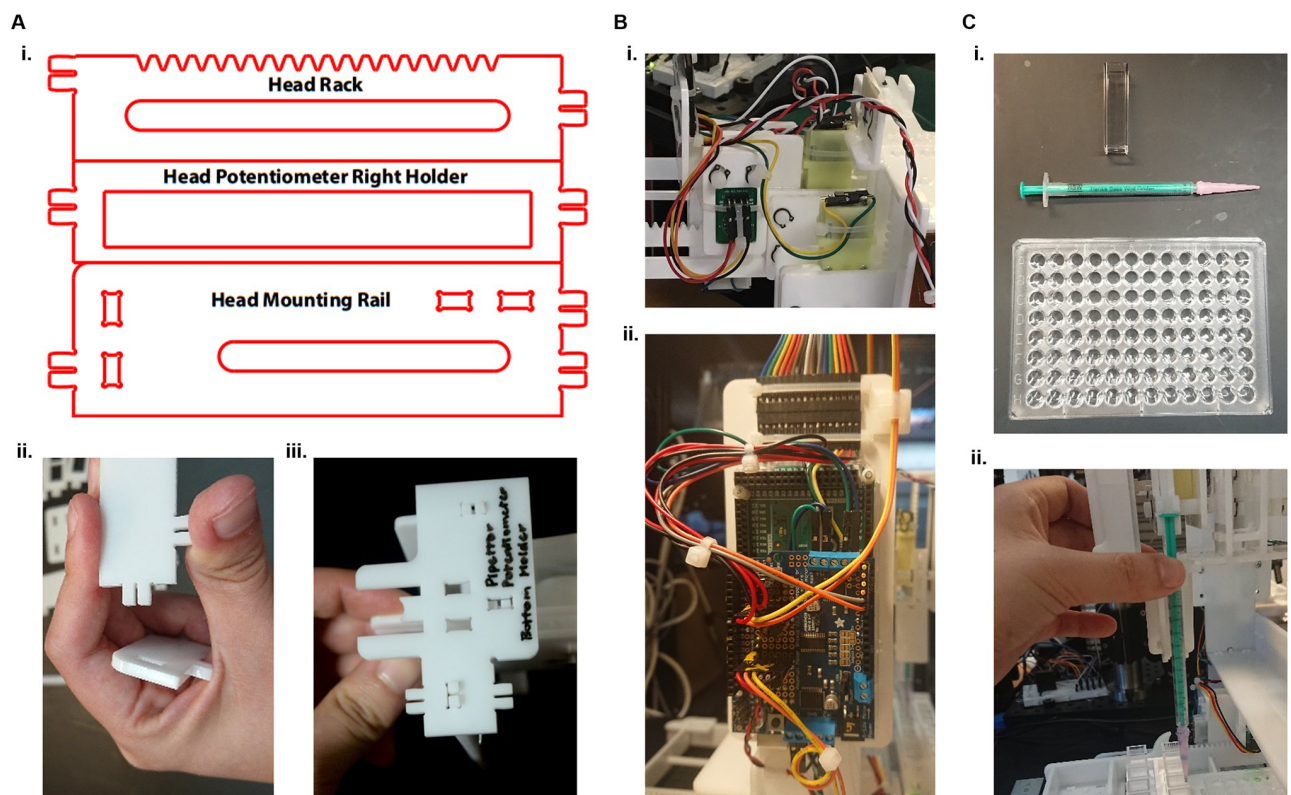 A
B
C
i.
Head Rack
Head Potentiometer Right Holder
Head Mounting Rail
ii.
iii.
Pipettor
Potentiometer
Bottom Holder
i.
ii.
i.
G
H
ii.